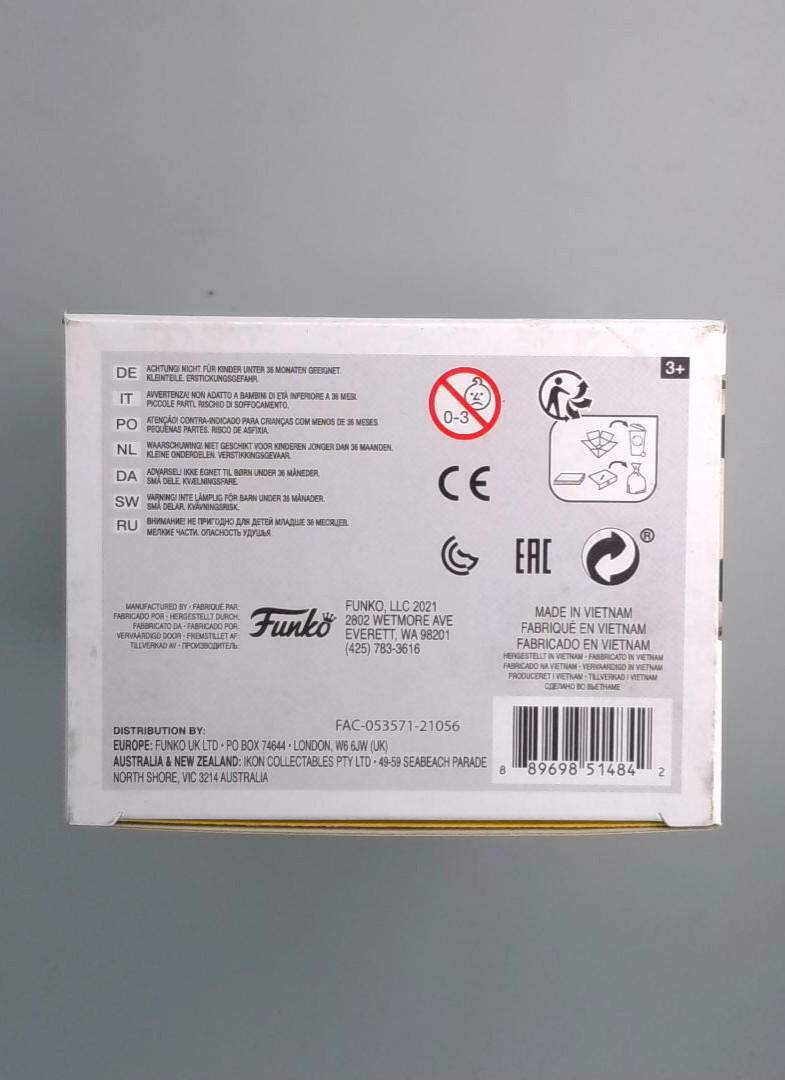 DE ACHTUNG! NICHT FÜR KINDER UNTER 36 MONATEN GEEIGNET.
KLEINTEILE. ERSTICKUNGSGEFAHR.
IT AVVERTENZA! NON ADATTO A BAMBINI DI ETÀ INFERIORE A 36 MESI.
PICCOLE PARTI. RISCHIO DI SOFFOCAMENTO.
PO ATENÇÃO! CONTRA-INDICADO PARA CRIANÇAS COM MENOS DE 36 MESES.
PEQUENAS PARTES. RISCO DE ASFIXIA.
NL WAARSCHUWING! NIET GESCHIKT VOOR KINDEREN JONGER DAN 36 MAANDEN.
KLEINE ONDERDELEN. VERSTIKKINGSGEVAAR.
DA ADVARSEL! IKKE EGNET TIL BØRN UNDER 36 MÅNEDER.
SMÅ DELE. KVÆLNINGSFARE.
SW VARNING! INTE LÄMPLIG FÖR BARN UNDER 36 MÅNADER.
SMÅ DELAR. KVÄVNINGSRISK.
RU ВНИМАНИЕ! НЕ ПРИГОДНО ДЛЯ ДЕТЕЙ МЛАДШЕ 36 МЕСЯЦЕВ.
МЕЛКИЕ ЧАСТИ. ОПАСНОСТЬ УДУШЬЯ.
0-3
3+
CE
EAC
®
MANUFACTURED BY • FABRIQUÉ PAR:
FABRICADO POR • HERGESTELLT DURCH:
FABBRICATO DA • FABRICADO POR:
VERVAARDIGD DOOR • FREMSTILLET AF:
TILLVERKAD AV • ПРОИЗВОДИТЕЛЬ:
Funko
FUNKO, LLC 2021
2802 WETMORE AVE
EVERETT, WA 98201
(425) 783-3616
MADE IN VIETNAM
FABRIQUÉ EN VIETNAM
FABRICADO EN VIETNAM
HERGESTELLT IN VIETNAM • FABBRICATO IN VIETNAM
FABRICADO NA VIETNAM • VERVAARDIGD IN VIETNAM
PRODUCERET I VIETNAM • TILLVERKAD I VIETNAM
СДЕЛАНО ВО ВЬЕТНАМЕ
FAC-053571-21056
DISTRIBUTION BY:
EUROPE: FUNKO UK LTD • PO BOX 74644 • LONDON, W6 6JW (UK)
AUSTRALIA & NEW ZEALAND: IKON COLLECTABLES PTY LTD • 49-59 SEABEACH PARADE
NORTH SHORE, VIC 3214 AUSTRALIA
8 89698 51484 2